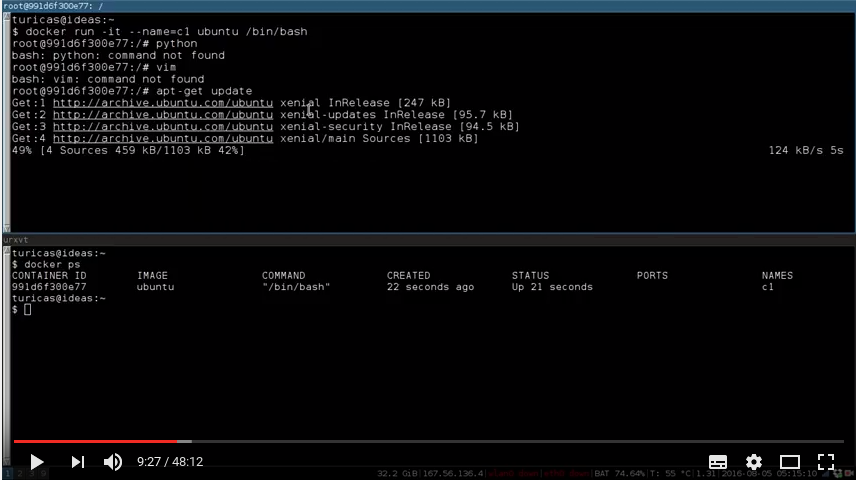 root@991d6f300e77: /
turicas@ideas:~
$ docker run -it --name=c1 ubuntu /bin/bash
root@991d6f300e77:/# python
bash: python: command not found
root@991d6f300e77:/# vim
bash: vim: command not found
root@991d6f300e77:/# apt-get update
Get:1 http://archive.ubuntu.com/ubuntu xenial InRelease [247 kB]
Get:2 http://archive.ubuntu.com/ubuntu xenial-updates InRelease [95.7 kB]
Get:3 http://archive.ubuntu.com/ubuntu xenial-security InRelease [94.5 kB]
Get:4 http://archive.ubuntu.com/ubuntu xenial/main Sources [1103 kB]
49% [4 Sources 459 kB/1103 kB 42%] 124 kB/s 5s
urxvt
turicas@ideas:~
$ docker ps
CONTAINER ID IMAGE COMMAND CREATED STATUS PORTS NAMES
991d6f300e77 ubuntu "/bin/bash" 22 seconds ago Up 21 seconds c1
turicas@ideas:~
$
9:27 / 48:12
1 2 32.2 GiB|167.56.136.4| BAT 74.64%|T: 55 °C|1.31|2016-08-05 05:15:10